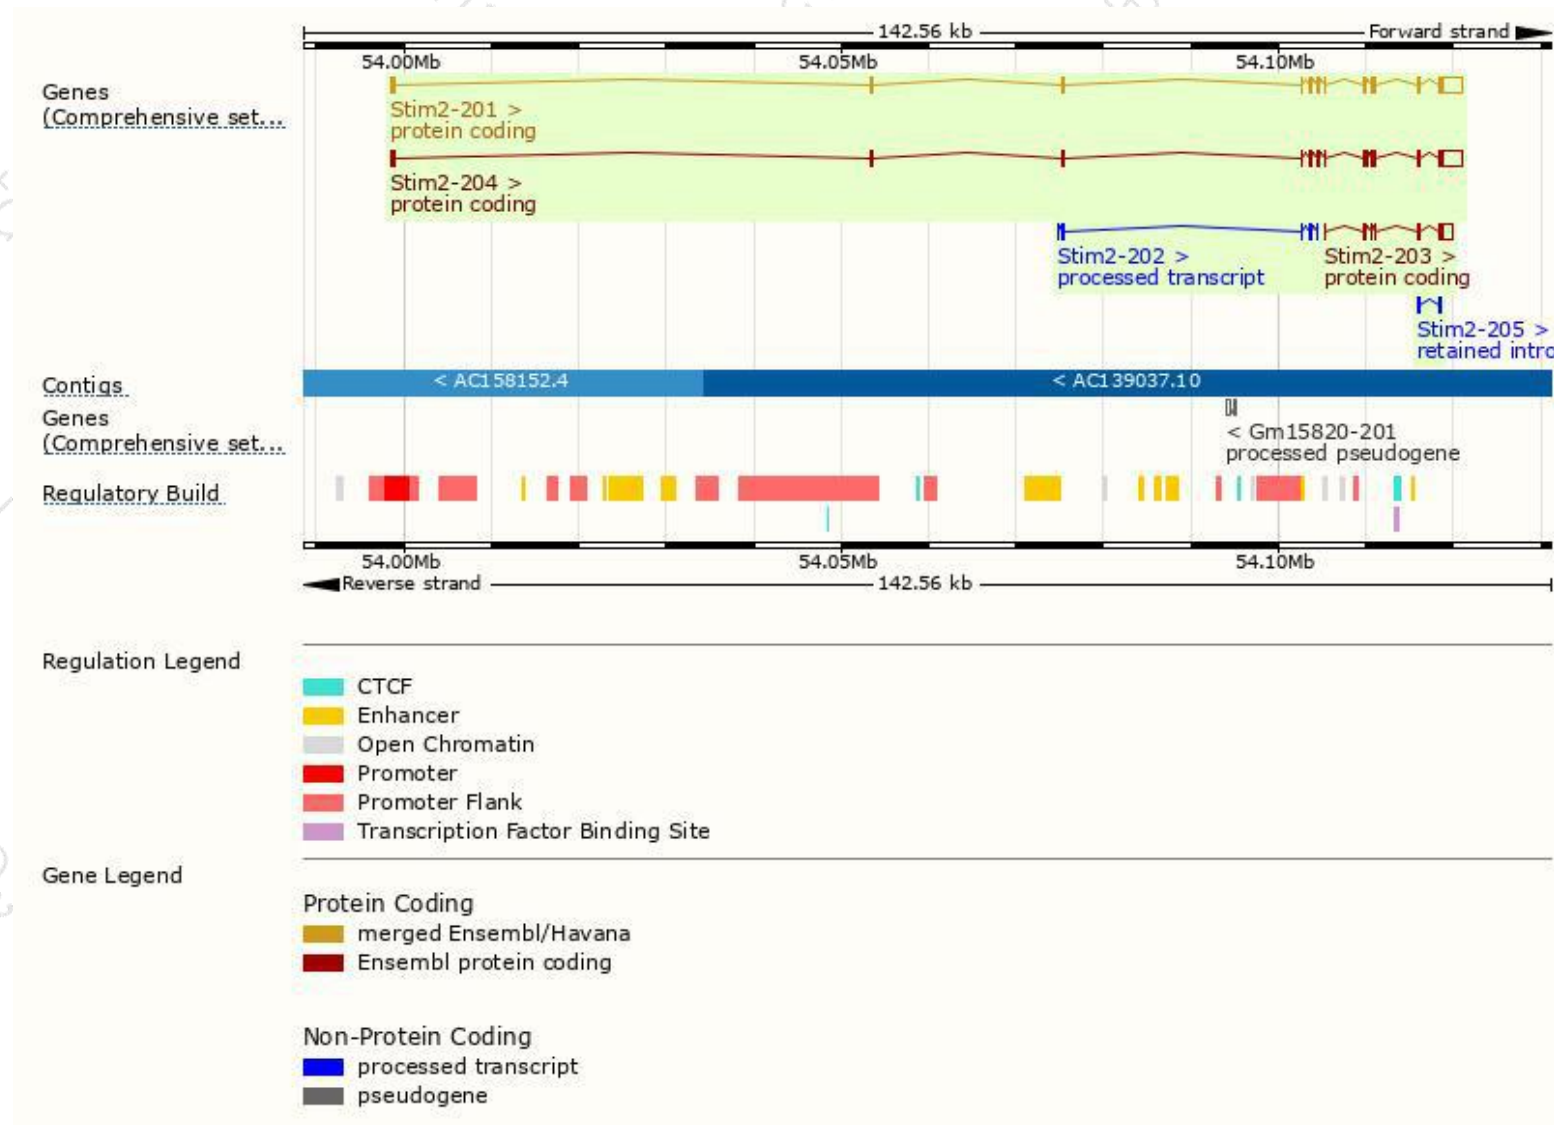 142.56 kb
Forward strand
54.00Mb
54.05Mb
54.10Mb
Genes
(Comprehensive set...
Stim2-201 >
protein coding
Stim2-204 >
protein coding
Stim2-202 >
processed transcript
Stim2-203 >
protein coding
Stim2-205 >
retained intro
Contigs
< AC158152.4
< AC139037.10
Genes
(Comprehensive set...
< Gm15820-201
processed pseudogene
Regulatory Build
54.00Mb
54.05Mb
54.10Mb
Reverse strand
142.56 kb
Regulation Legend
CTCF
Enhancer
Open Chromatin
Promoter
Promoter Flank
Transcription Factor Binding Site
Gene Legend
Protein Coding
merged Ensembl/Havana
Ensembl protein coding
Non-Protein Coding
processed transcript
pseudogene